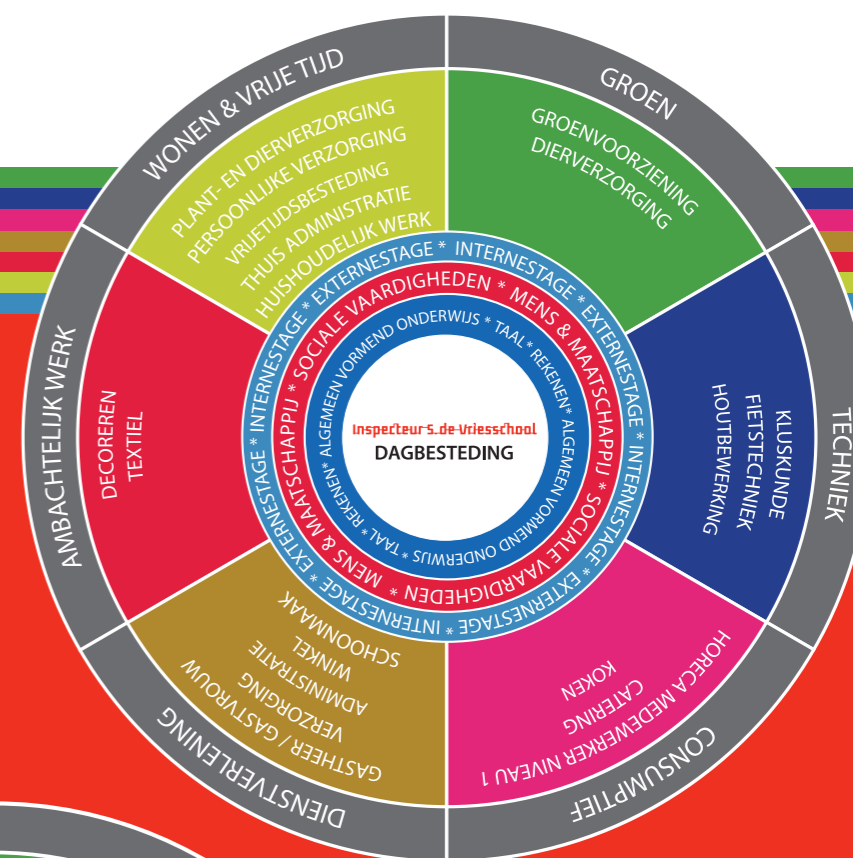 WONEN & VRIJE TIJD
PLANT- EN DIERVERZORGING
PERSOONLIJKE VERZORGING
VRIJETIJDSBESTEDING
THUIS ADMINISTRATIE
HUISHOUDELIJK WERK
GROEN
GROENVOORZIENING
DIERVERZORGING
TECHNIEK
KLUSKUNDE
FIETSTECHNIEK
HOUTBEWERKING
CONSUMPTIEF
HORECA MEDEWERKER NIVEAU 1
CATERING
KOKEN
DIENSTVERLENING
GASTHEER / GASTVROUW
VERZORGING
ADMINISTRATIE
WINKEL
SCHOONMAAK
AMBACHTELIJK WERK
DECOREREN
TEXTIEL
EXTERNESTAGE * INTERNESTAGE * EXTERNESTAGE * INTERNESTAGE * EXTERNESTAGE * INTERNESTAGE * EXTERNESTAGE * INTERNESTAGE *
SOCIALE VAARDIGHEDEN * MENS & MAATSCHAPPIJ * SOCIALE VAARDIGHEDEN * MENS & MAATSCHAPPIJ *
ALGEMEEN VORMEND ONDERWIJS * TAAL * REKENEN* ALGEMEEN VORMEND ONDERWIJS * TAAL * REKENEN*
Inspecteur S. de Vriesschool
DAGBESTEDING